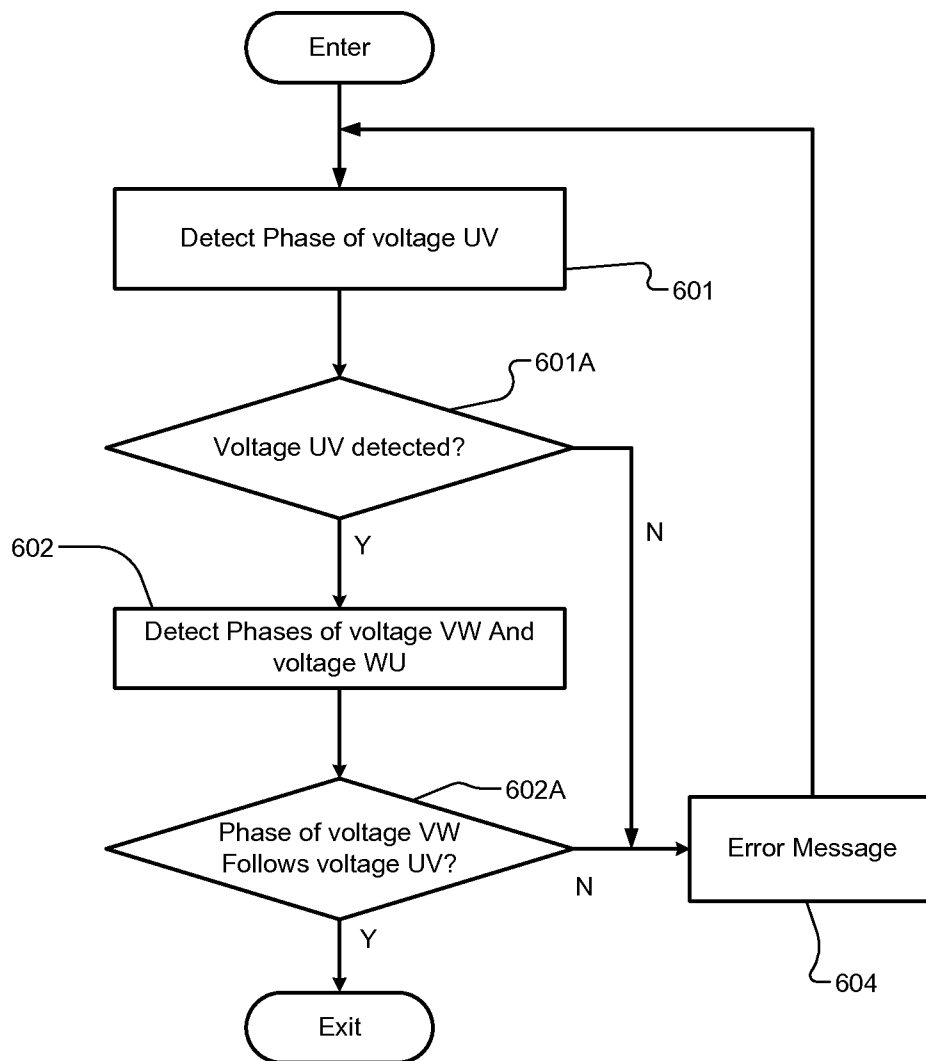 Enter
Detect Phase of voltage UV
601
601A
Voltage UV detected?
Y
N
602
Detect Phases of voltage VW And
voltage WU
602A
Phase of voltage VW
Follows voltage UV?
N
Error Message
Y
604
Exit